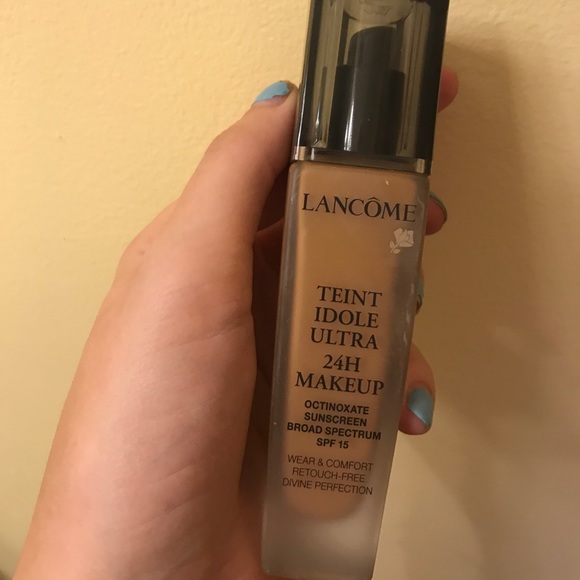 LANCÔME
TEINT
IDOLE
ULTRA
24H
MAKEUP
OCTINOXATE
SUNSCREEN
BROAD SPECTRUM
SPF 15
WEAR & COMFORT
RETOUCH-FREE
DIVINE PERFECTION